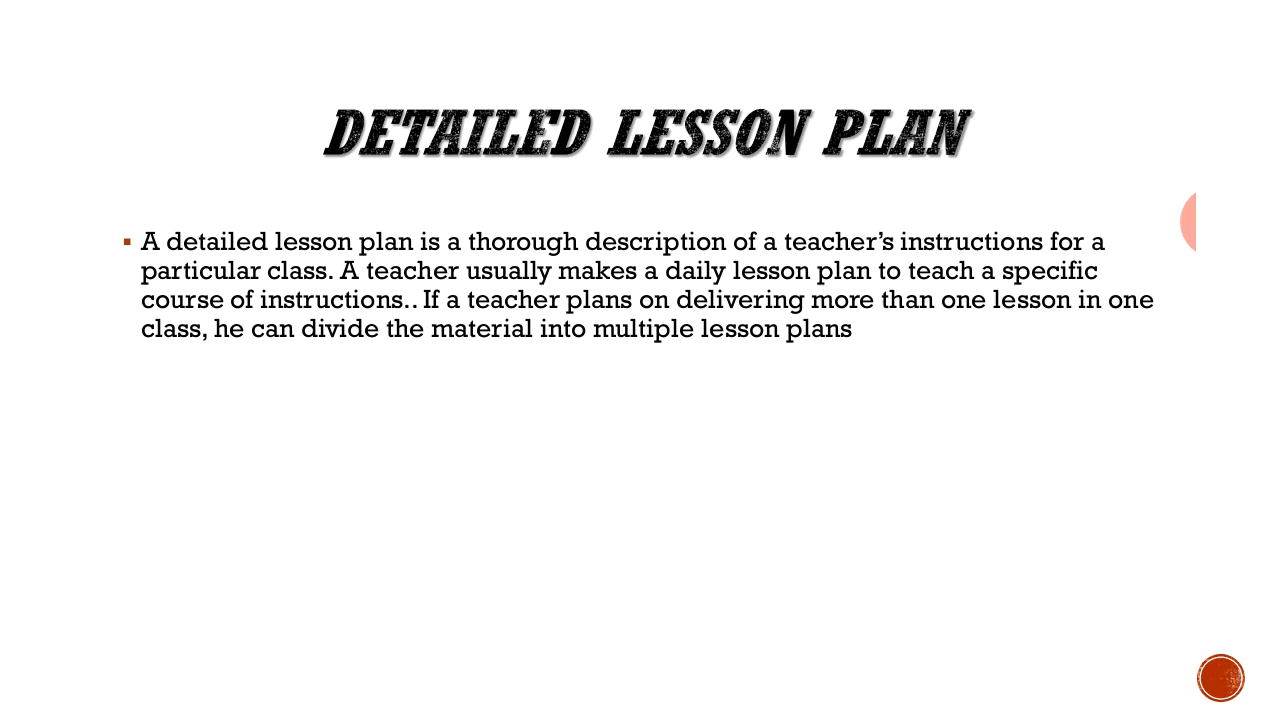 DETAILED LESSON PLAN
▪ A detailed lesson plan is a thorough description of a teacher’s instructions for a
particular class. A teacher usually makes a daily lesson plan to teach a specific
course of instructions.. If a teacher plans on delivering more than one lesson in one
class, he can divide the material into multiple lesson plans